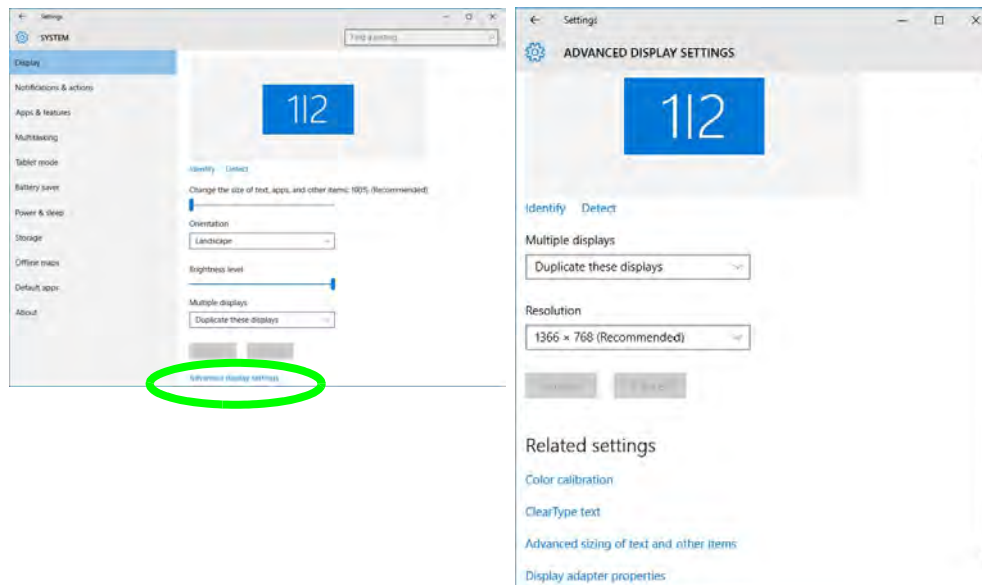 Settings
SYSTEM
Find a setting
Display
Notifications & actions
Apps & features
Multitasking
Tablet mode
Battery saver
Power & sleep
Storage
Offline maps
Default apps
About
1|2
Identify Detect
Change the size of text, apps, and other items: 100% (Recommended)
Orientation
Landscape
Brightness level
Multiple displays
Duplicate these displays
Advanced display settings
Settings
ADVANCED DISPLAY SETTINGS
1|2
Identify Detect
Multiple displays
Duplicate these displays
Resolution
1366 × 768 (Recommended)
Related settings
Color calibration
ClearType text
Advanced sizing of text and other items
Display adapter properties